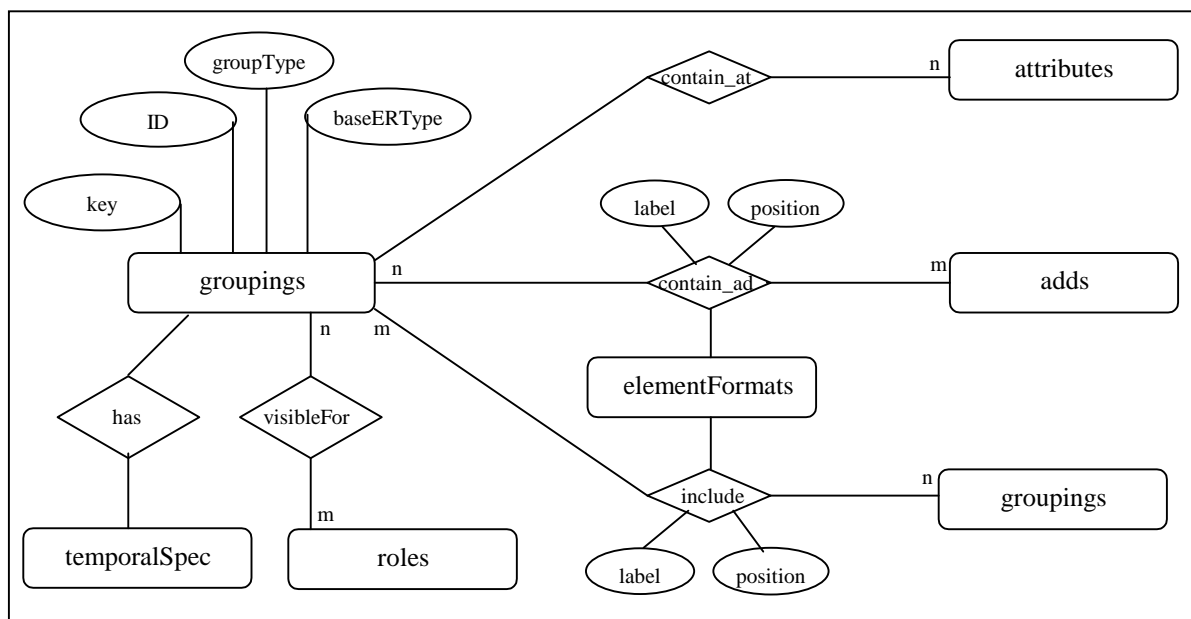 groupType
contain_at
n
attributes
ID
baseERType
key
label
position
groupings
n
contain_ad
m
adds
n
m
elementFormats
has
visibleFor
include
n
groupings
m
temporalSpec
roles
label
position